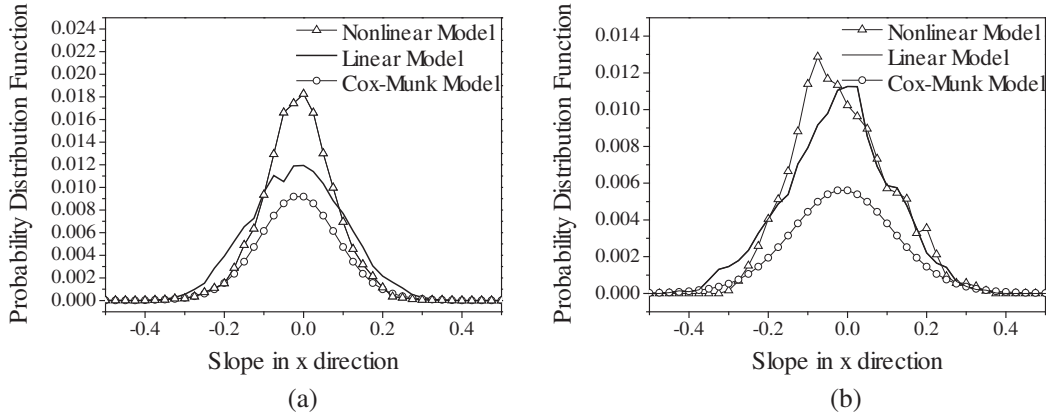 Probability Distribution Function
0.024
0.022
0.020
0.018
0.016
0.014
0.012
0.010
0.008
0.006
0.004
0.002
0.000
Nonlinear Model
Linear Model
Cox-Munk Model
-0.4 -0.2 0.0 0.2 0.4
Slope in x direction
(a)
Probability Distribution Function
0.014
0.012
0.010
0.008
0.006
0.004
0.002
0.000
Nonlinear Model
Linear Model
Cox-Munk Model
-0.4 -0.2 0.0 0.2 0.4
Slope in x direction
(b)